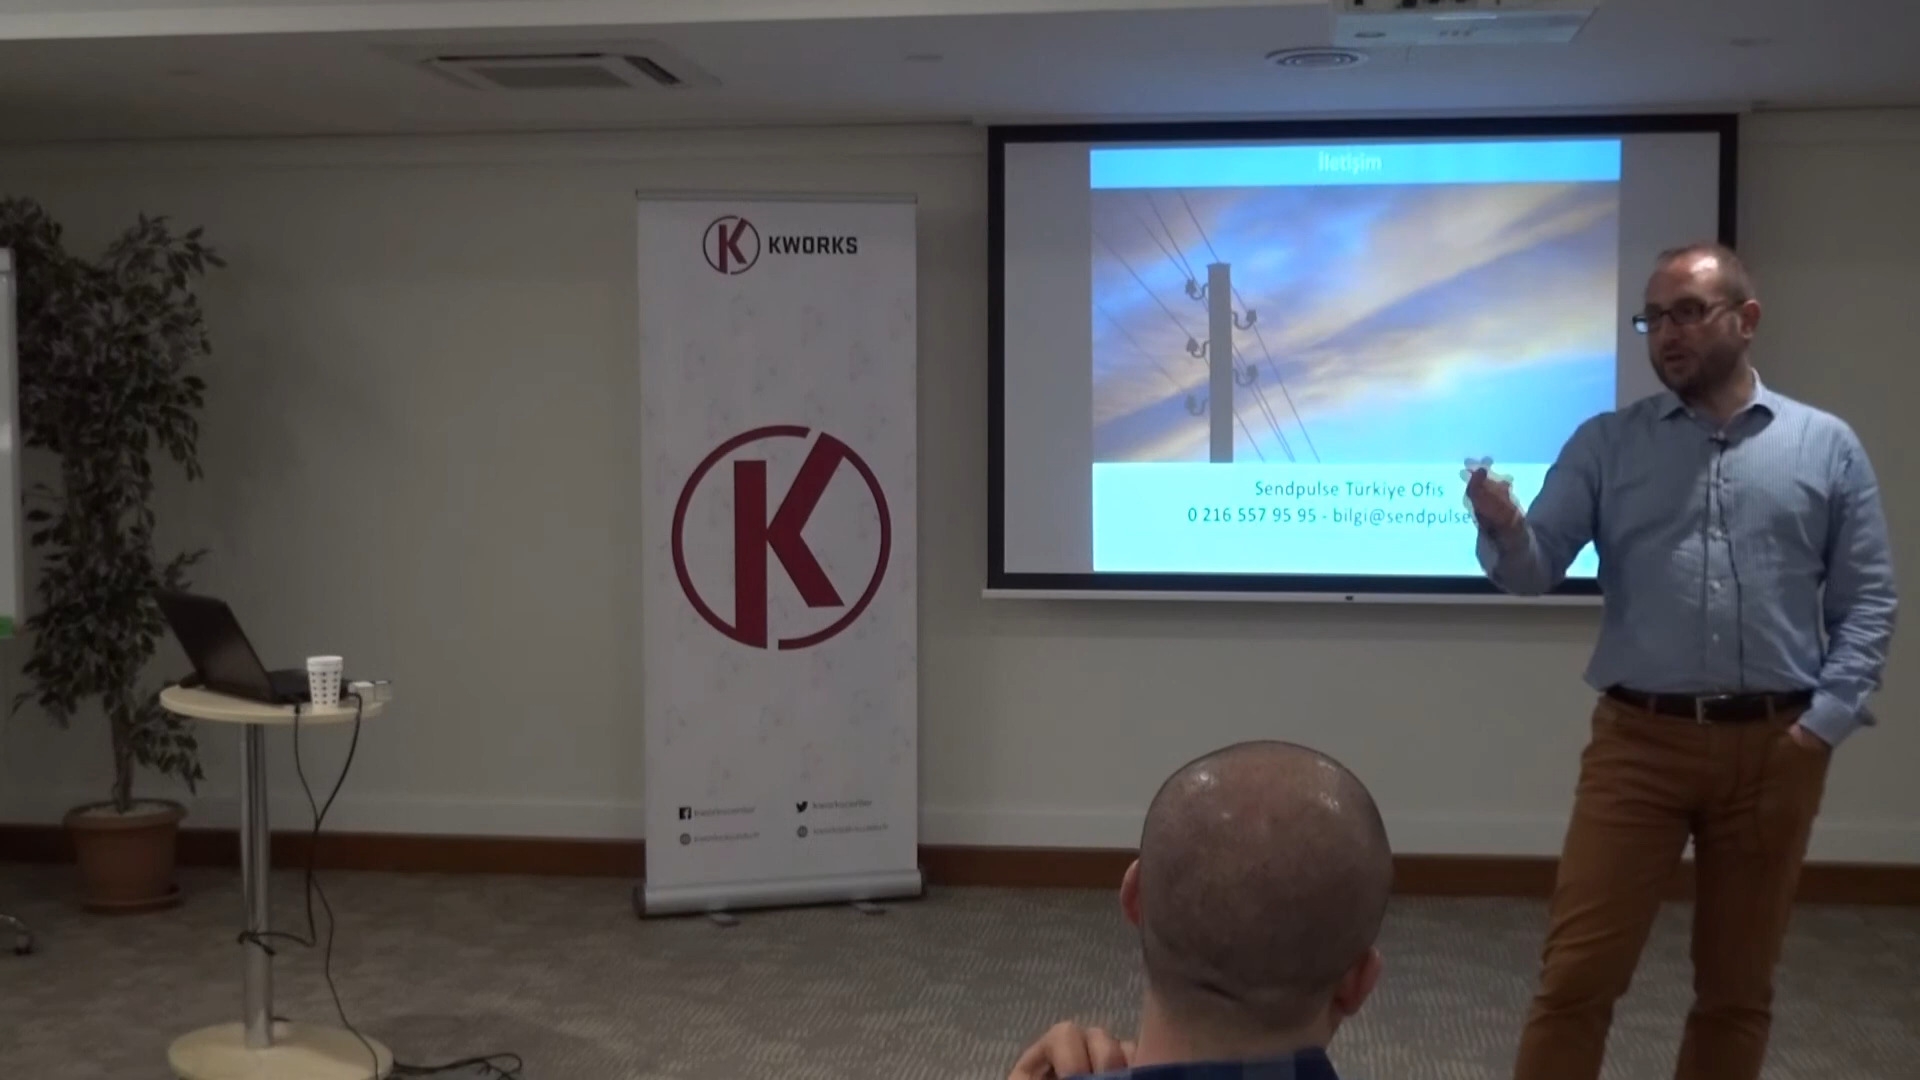 K KWORKS
K
İletişim
Sendpulse Türkiye Ofis
0 216 557 95 95 - bilgi@sendpulse